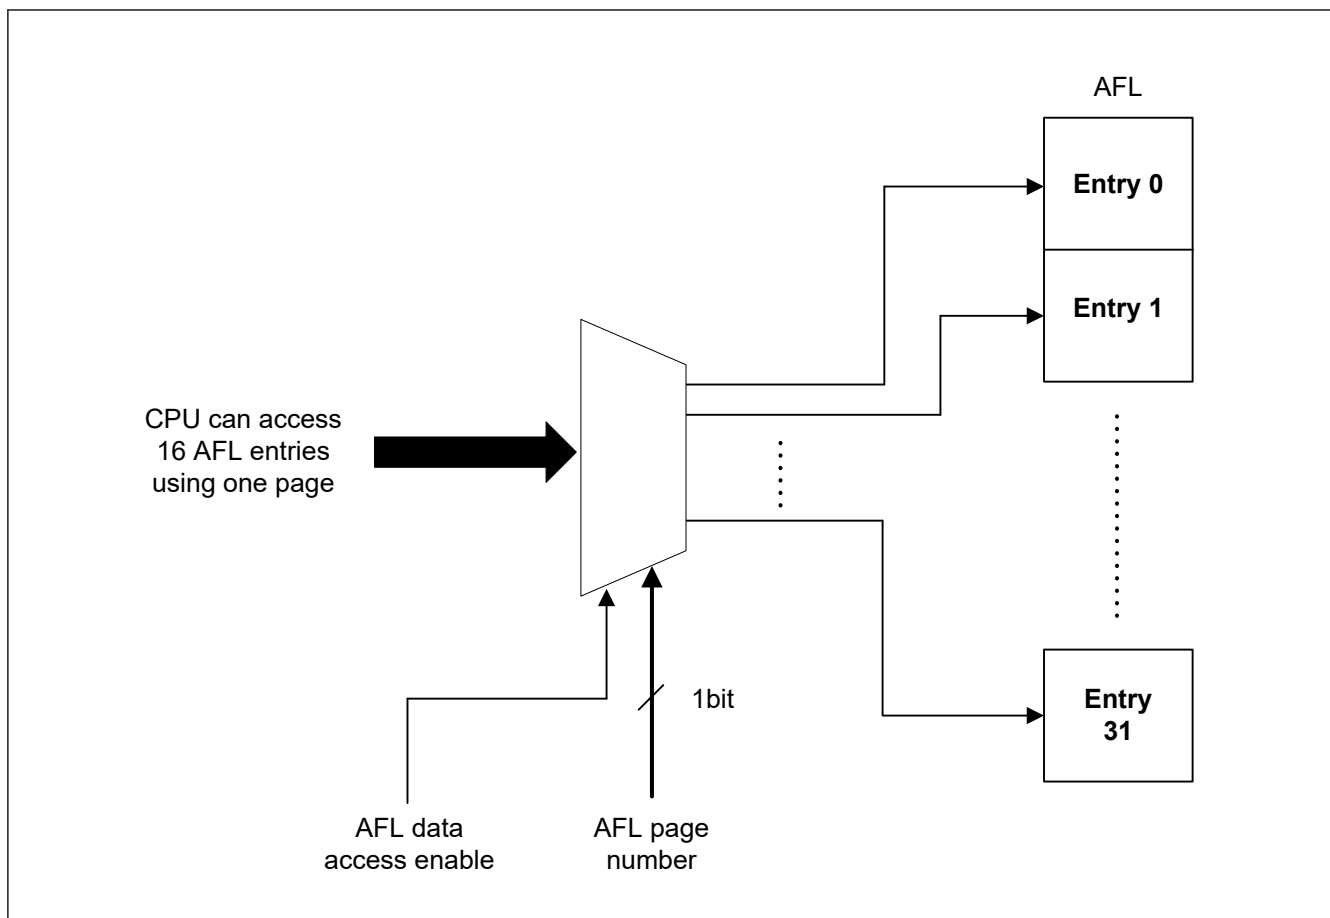 AFL
Entry 0
Entry 1
CPU can access
16 AFL entries
using one page
Entry
31
1bit
AFL data
access enable
AFL page
number